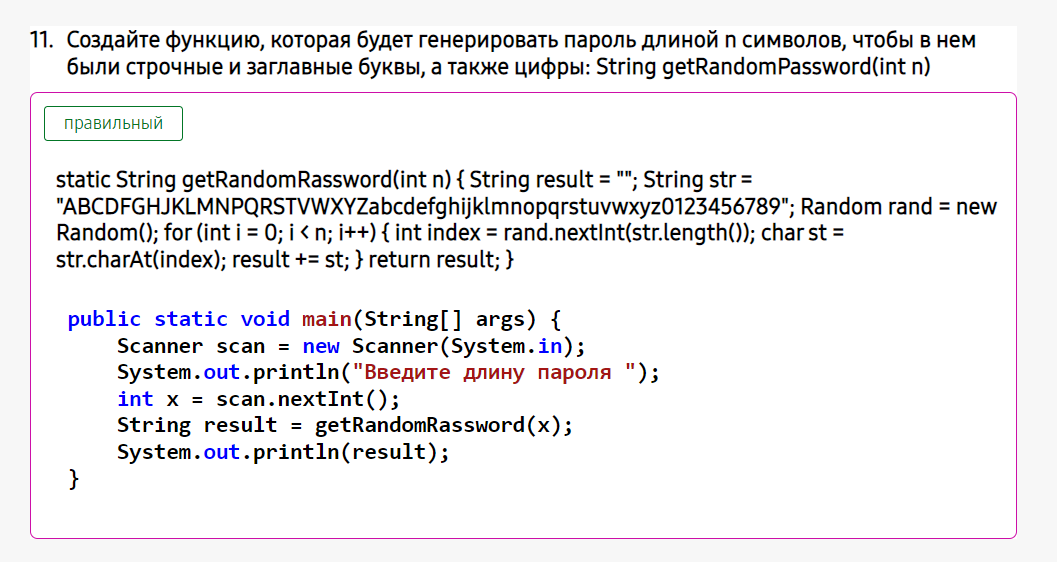 11. Создайте функцию, которая будет генерировать пароль длиной n символов, чтобы в нем
были строчные и заглавные буквы, а также цифры: String getRandomPassword(int n)
правильный
static String getRandomRassword(int n) { String result = ""; String str =
"ABCDFGHJKLMNPQRSTVWXYZabcdefghijklmnopqrstuvwxyz0123456789"; Random rand = new
Random(); for (int i = 0; i < n; i++) { int index = rand.nextInt(str.length()); char st =
str.charAt(index); result += st; } return result; }
public static void main(String[] args) {
Scanner scan = new Scanner(System.in);
System.out.println("Введите длину пароля ");
int x = scan.nextInt();
String result = getRandomRassword(x);
System.out.println(result);
}